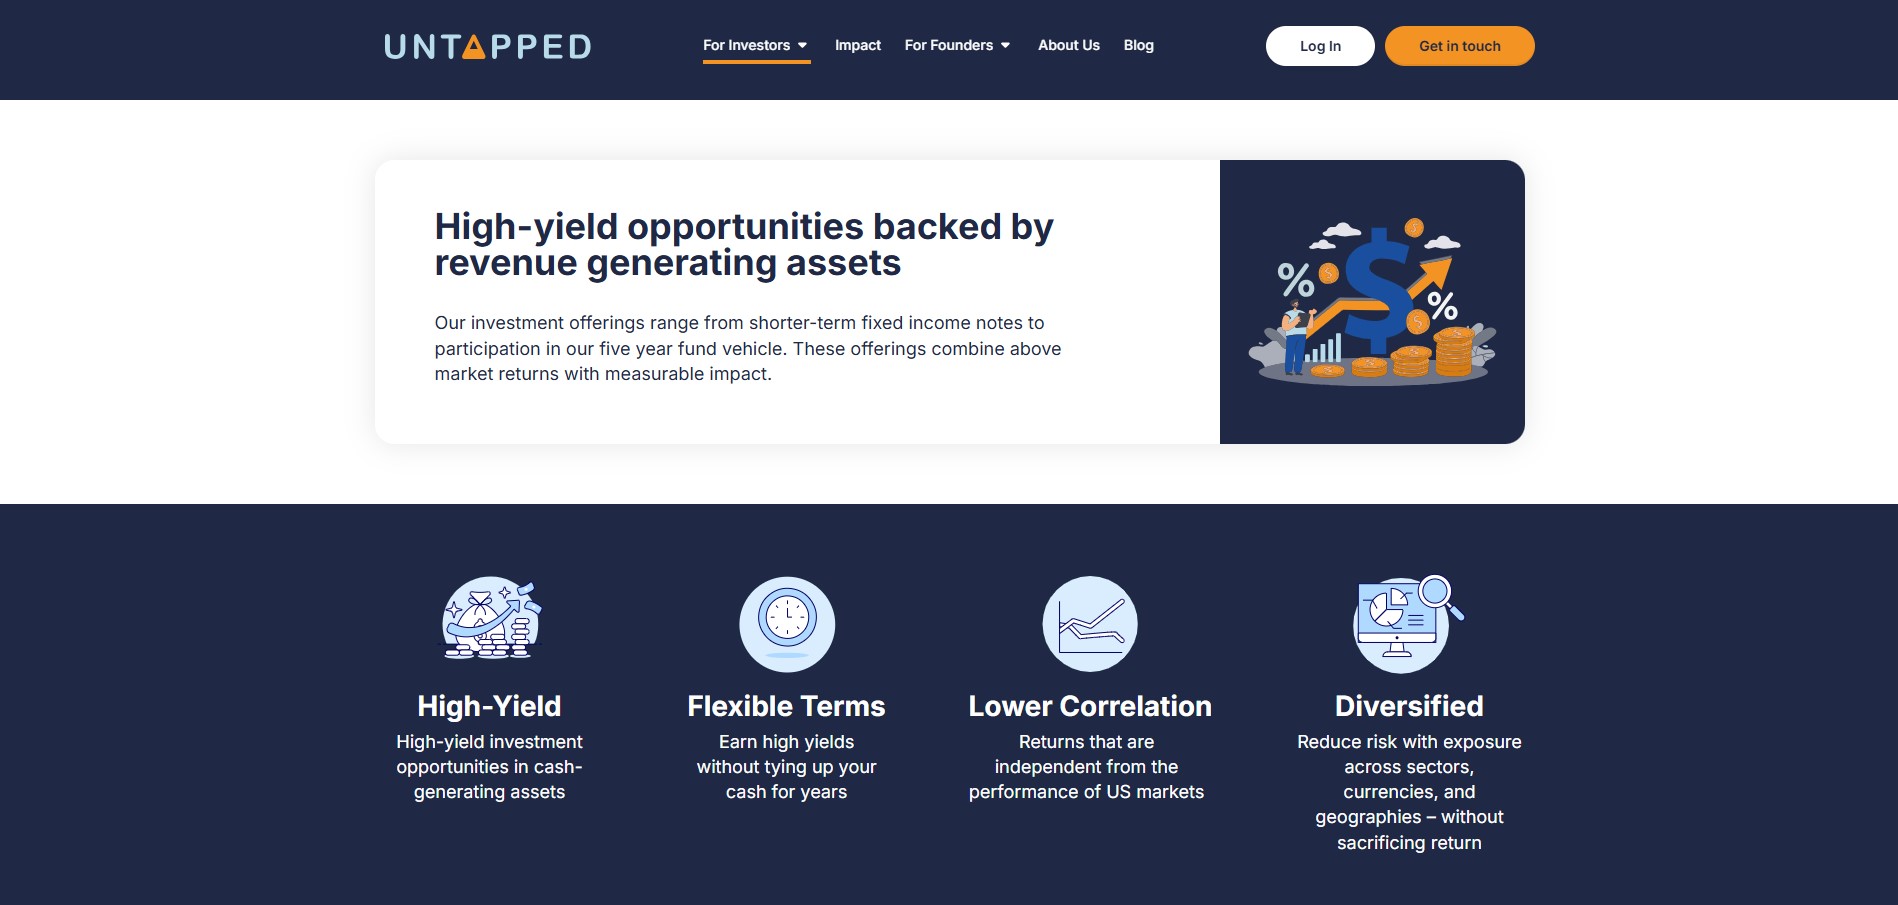 UNTAPPED
For Investors
Impact
For Founders
About Us
Blog
Log In
Get in touch
High-yield opportunities backed by
revenue generating assets
Our investment offerings range from shorter-term fixed income notes to
participation in our five year fund vehicle. These offerings combine above
market returns with measurable impact.
$
$
%
$
%
$
High-Yield
High-yield investment
opportunities in cash-
generating assets
Flexible Terms
Earn high yields
without tying up your
cash for years
Lower Correlation
Returns that are
independent from the
performance of US markets
Diversified
Reduce risk with exposure
across sectors,
currencies, and
geographies – without
sacrificing return